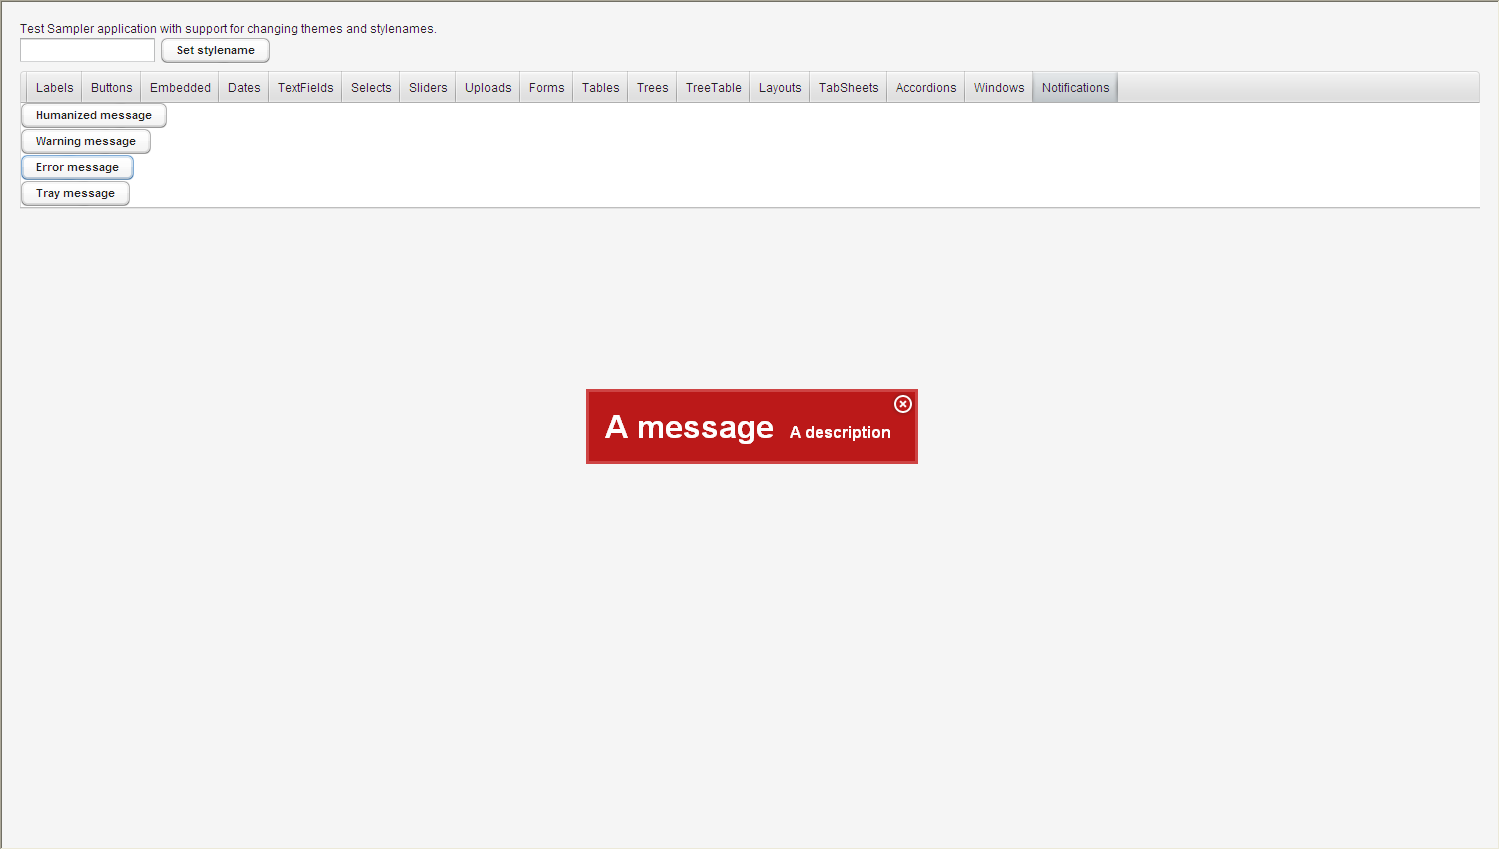 Test Sampler application with support for changing themes and stylenames.
Set stylename
Labels Buttons Embedded Dates TextFields Selects Sliders Uploads Forms Tables Trees TreeTable Layouts TabSheets Accordions Windows Notifications
Humanized message
Warning message
Error message
Tray message
A message A description